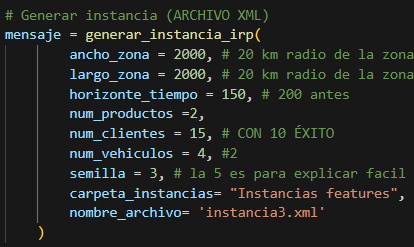 # Generar instancia (ARCHIVO XML)
mensaje = generar_instancia_irp(
ancho_zona = 2000, # 20 km radio de la zona
largo_zona = 2000, # 20 km radio de la zona
horizonte_tiempo = 150, # 200 antes
num_productos =2,
num_clientes = 15, # CON 10 ÉXITO
num_vehiculos = 4, #2
semilla = 3, # la 5 es para explicar facil
carpeta_instancias= "Instancias features",
nombre_archivo= 'instancia3.xml'
)